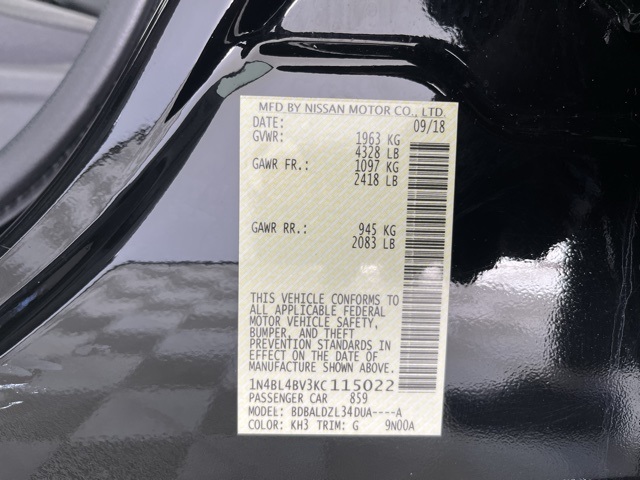 MFD BY NISSAN MOTOR CO., LTD.
DATE: 09/18
GVWR: 1963 KG
4328 LB
GAWR FR.: 1097 KG
2418 LB
GAWR RR.: 945 KG
2083 LB
THIS VEHICLE CONFORMS TO
ALL APPLICABLE FEDERAL
MOTOR VEHICLE SAFETY,
BUMPER, AND THEFT
PREVENTION STANDARDS IN
EFFECT ON THE DATE OF
MANUFACTURE SHOWN ABOVE.
1N4BL4BV3KC115022
PASSENGER CAR 859
MODEL: BDBALDZL34DUA----A
COLOR: KH3 TRIM: G 9N00A